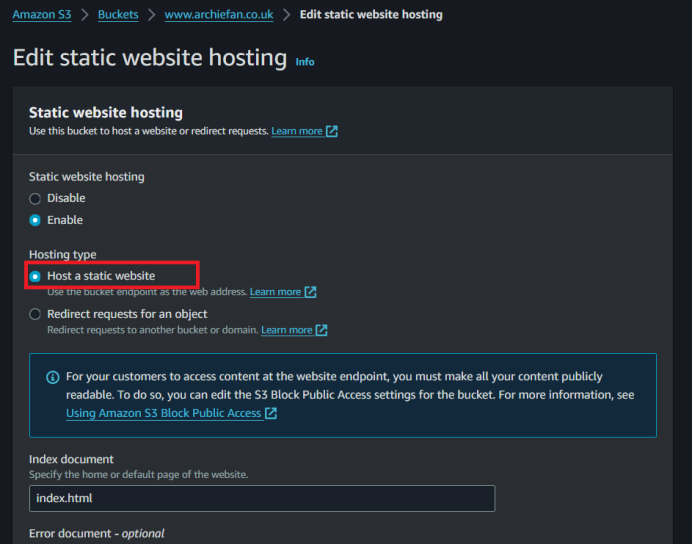 Amazon S3 > Buckets > www.archiefan.co.uk > Edit static website hosting
Edit static website hosting Info
Static website hosting
Use this bucket to host a website or redirect requests. Learn more
Static website hosting
Disable
Enable
Hosting type
Host a static website
Use the bucket endpoint as the web address. Learn more
Redirect requests for an object
Redirect requests to another bucket or domain. Learn more
For your customers to access content at the website endpoint, you must make all your content publicly
readable. To do so, you can edit the S3 Block Public Access settings for the bucket. For more information, see
Using Amazon S3 Block Public Access
Index document
Specify the home or default page of the website.
index.html
Error document - optional